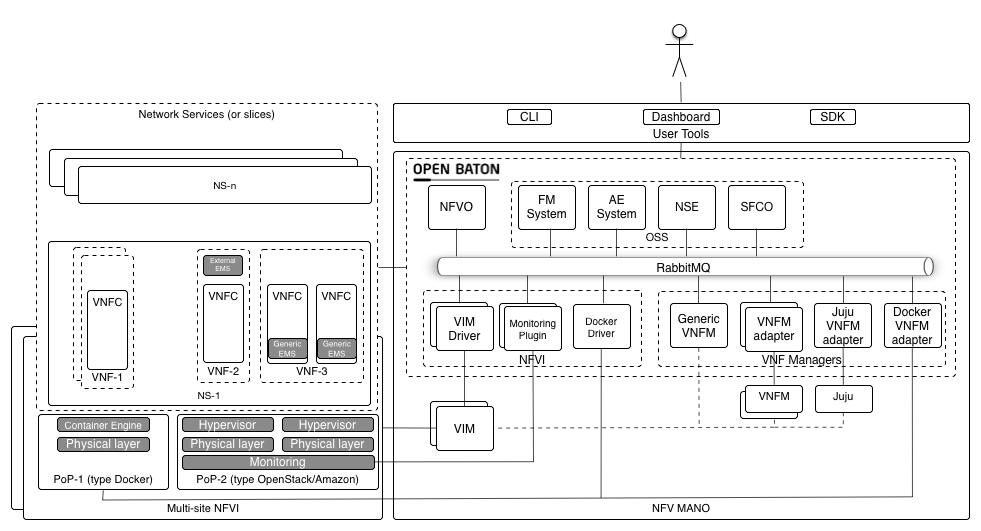 Network Services (or slices)
NS-n
VNFC
VNF-1
External
EMS
VNFC
VNF-2
VNFC
Generic
EMS
VNFC
Generic
EMS
VNF-3
NS-1
Container Engine
Physical layer
PoP-1 (type Docker)
Hypervisor
Hypervisor
Physical layer
Physical layer
Monitoring
PoP-2 (type OpenStack/Amazon)
Multi-site NFVI
CLI
Dashboard
SDK
User Tools
OPEN BATON
NFVO
FM
System
AE
System
NSE
SFCO
OSS
RabbitMQ
VIM
Driver
Monitoring
Plugin
Docker
Driver
NFVI
Generic
VNFM
VNFM
adapter
Juju
VNFM
adapter
Docker
VNFM
adapter
VNF Managers
VNFM
Juju
VIM
NFV MANO